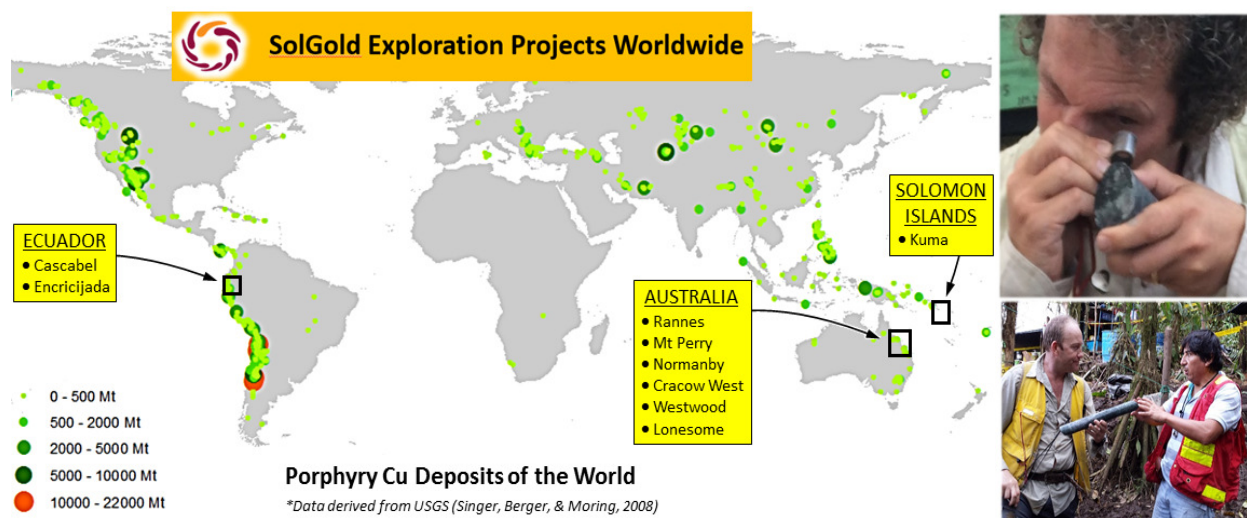 SolGold Exploration Projects Worldwide
ECUADOR
• Cascabel
• Encricijada
SOLOMON
ISLANDS
• Kuma
AUSTRALIA
• Rannes
• Mt Perry
• Normanby
• Cracow West
• Westwood
• Lonesome
0 - 500 Mt
500 - 2000 Mt
2000 - 5000 Mt
5000 - 10000 Mt
10000 - 22000 Mt
Porphyry Cu Deposits of the World
*Data derived from USGS (Singer, Berger, & Moring, 2008)